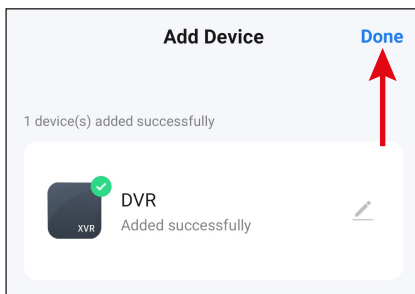 Add Device
Done
1 device(s) added successfully
DVR
XVR
Added successfully